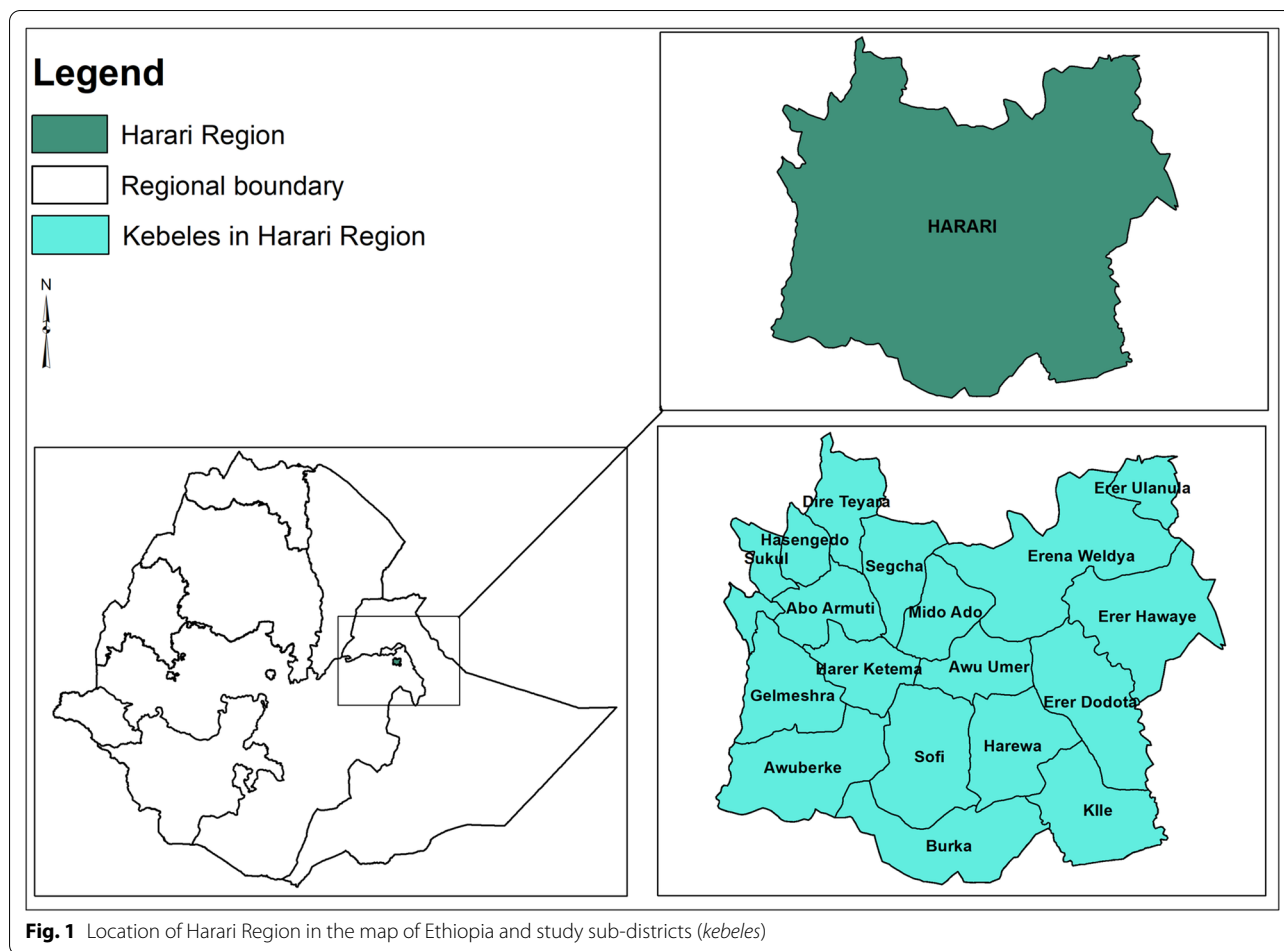 Legend
Harari Region
Regional boundary
Kebeles in Harari Region
N
HARARI
Dire Teyara
Erer Ulanula
Hasengedo
Sukul
Segcha
Erena Weldya
Abo Armuti
Mido Ado
Erer Hawaye
Harer Ketema
Awu Umer
Gelmeshra
Erer Dodota
Awuberke
Sofi
Harewa
Klle
Burka
Fig. 1 Location of Harari Region in the map of Ethiopia and study sub-districts (kebeles)